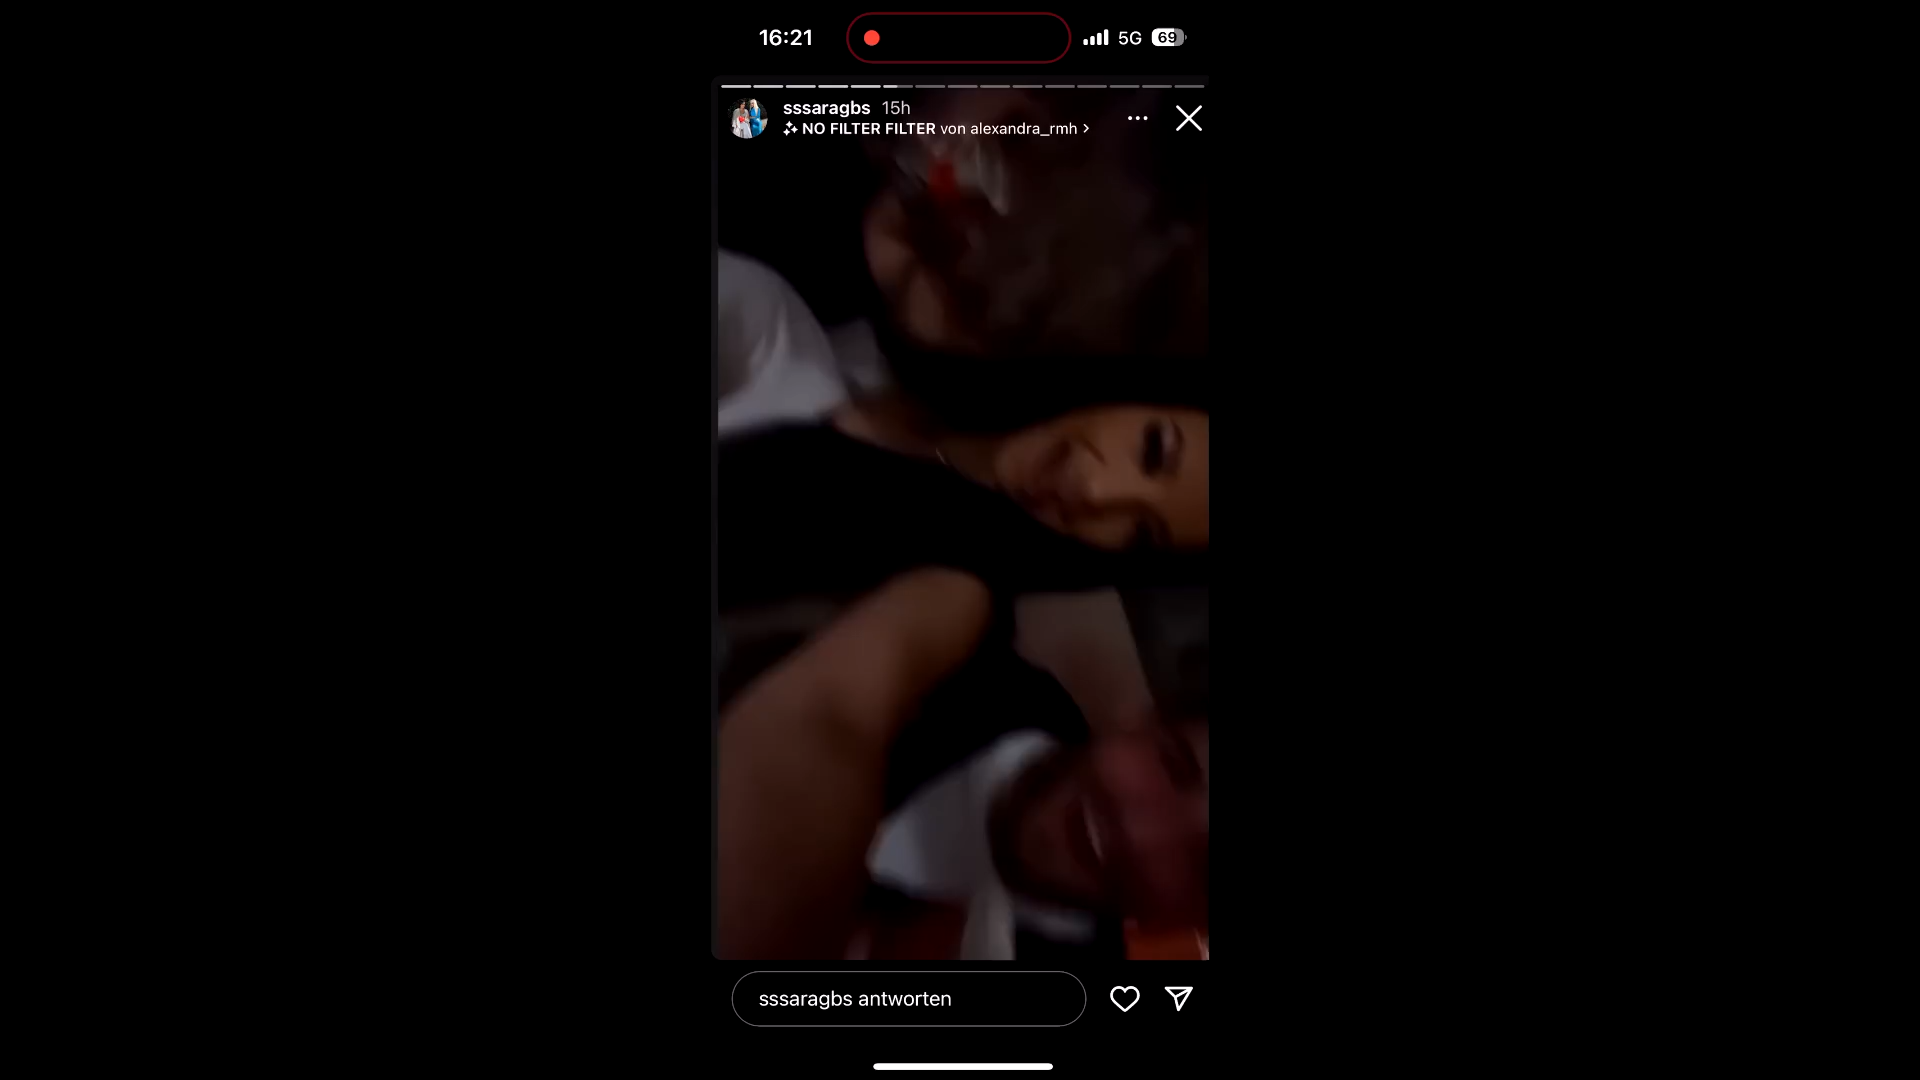 16:21 5G 69
sssaragbs 15h
NO FILTER FILTER von alexandra_rmh >
sssaragbs antworten